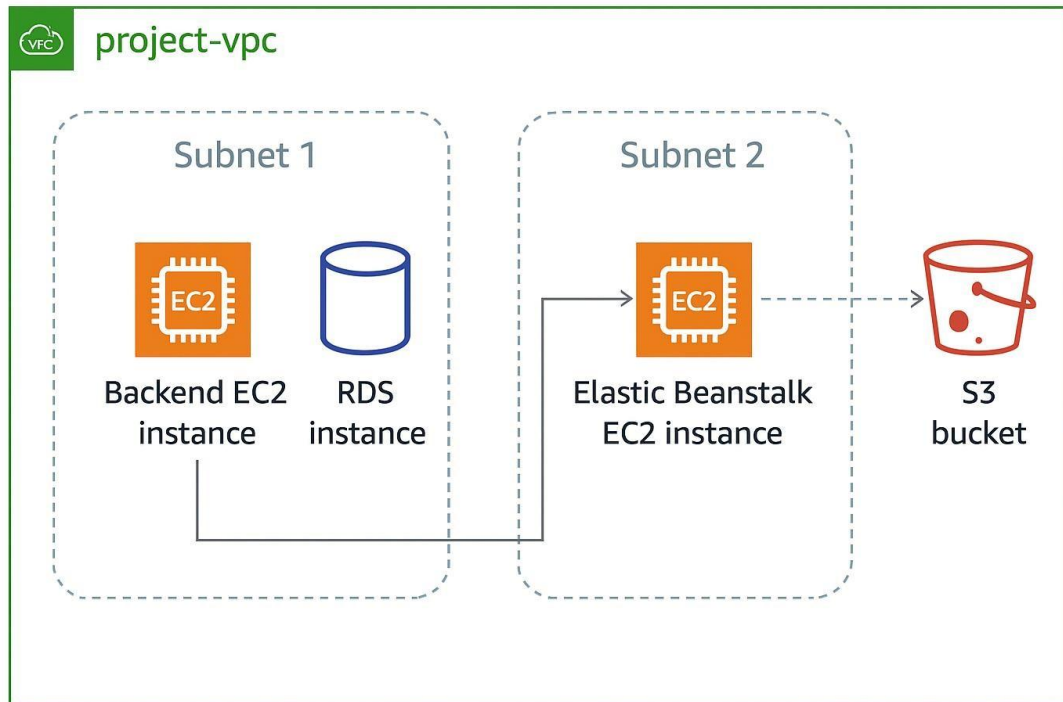 VFC
project-vpc
Subnet 1
Subnet 2
EC2
EC2
Backend EC2
instance
RDS
instance
Elastic Beanstalk
EC2 instance
S3
bucket